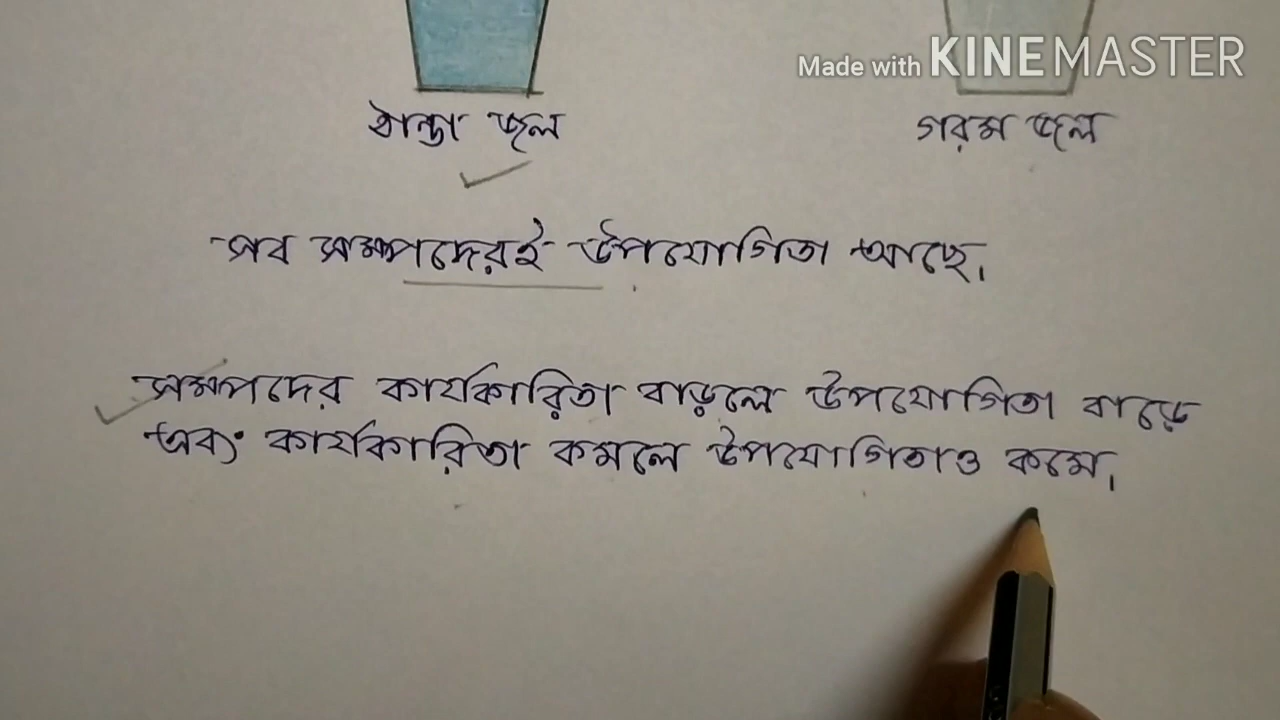 Made with KINEMASTER
ঠান্ডা জল
গরম জল
সব সম্পদেরই উপযোগিতা আছে।
সম্পদের কার্যকারিতা বাড়লে উপযোগিতা বাড়ে
এবং কার্যকারিতা কমলে উপযোগিতাও কমে।